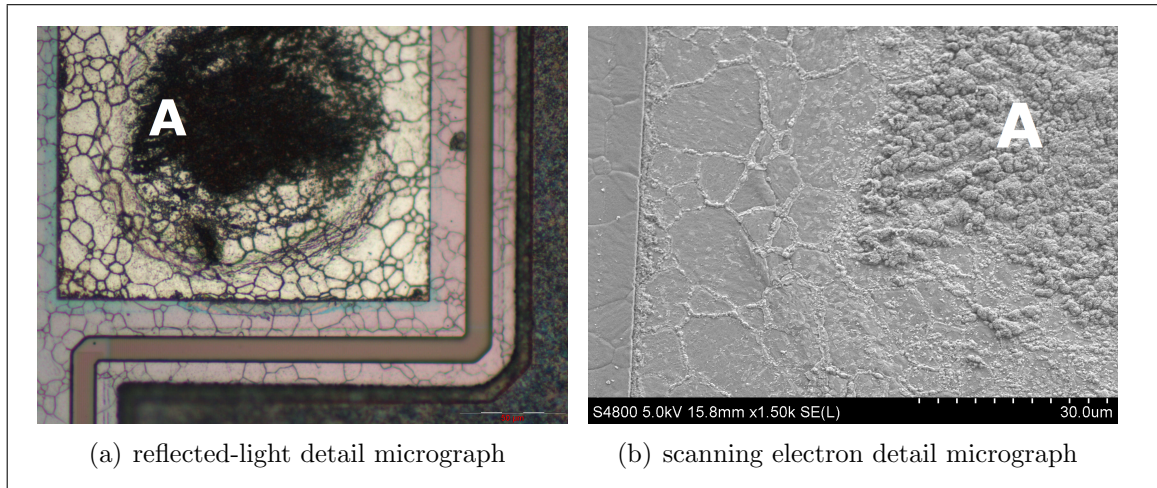 A
A
S4800 5.0kV 15.8mm x1.50k SE(L) 30.0um
(a) reflected-light detail micrograph
(b) scanning electron detail micrograph